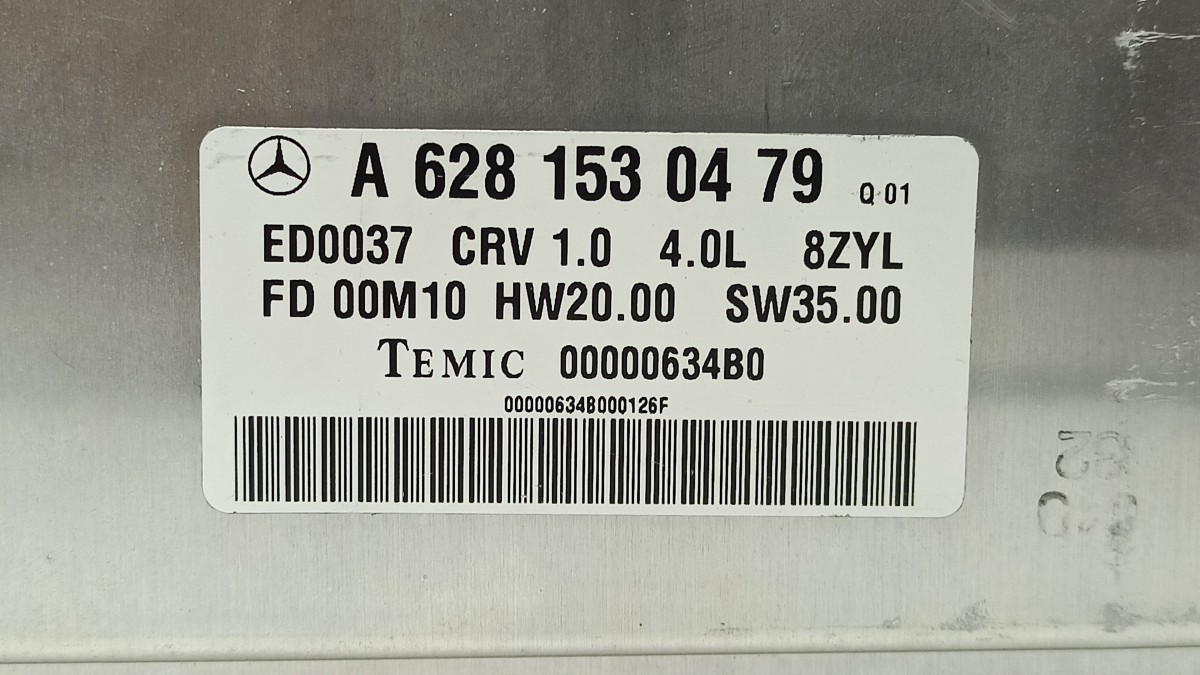 A 628 153 04 79 Q 01
ED0037 CRV 1.0 4.0L 8ZYL
FD 00M10 HW20.00 SW35.00
TEMIC 00000634B0
00000634B000126F